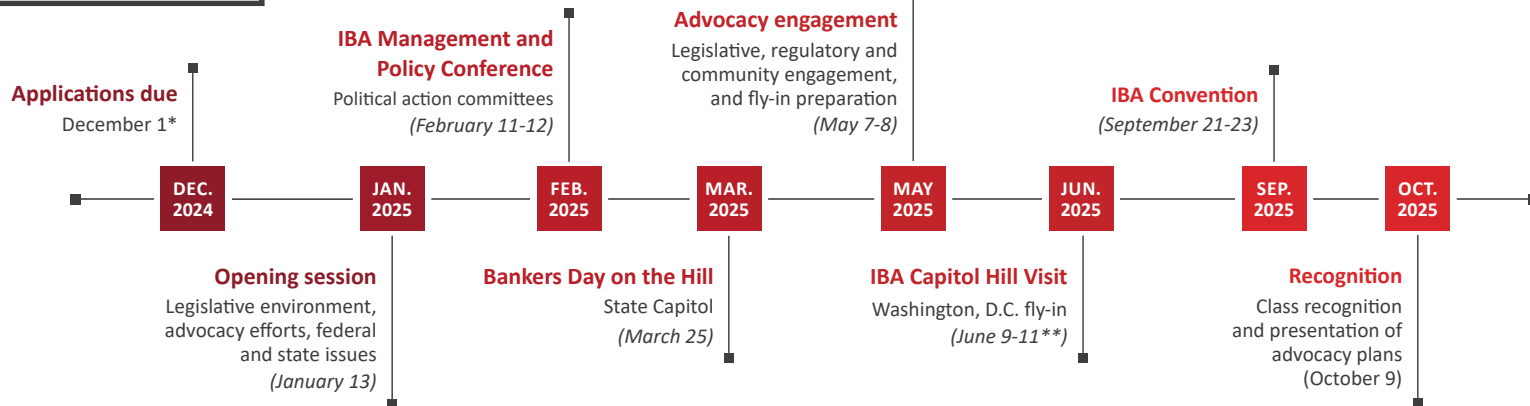 Applications due
December 1*
IBA Management and
Policy Conference
Political action committees
(February 11-12)
Advocacy engagement
Legislative, regulatory and
community engagement,
and fly-in preparation
(May 7-8)
IBA Convention
(September 21-23)
DEC.
2024
JAN.
2025
FEB.
2025
MAR.
2025
MAY
2025
JUN.
2025
SEP.
2025
OCT.
2025
Opening session
Legislative environment,
advocacy efforts, federal
and state issues
(January 13)
Bankers Day on the Hill
State Capitol
(March 25)
IBA Capitol Hill Visit
Washington, D.C. fly-in
(June 9-11**)
Recognition
Class recognition
and presentation of
advocacy plans
(October 9)